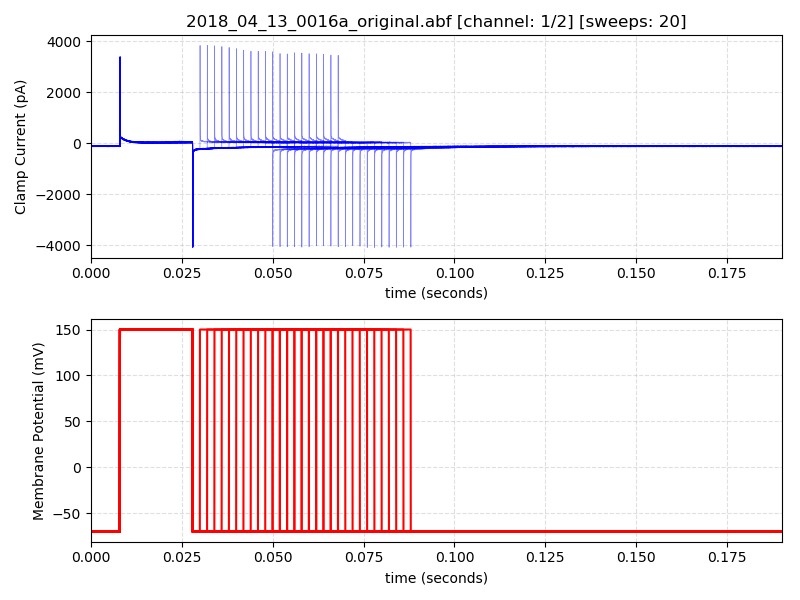 2018_04_13_0016a_original.abf [channel: 1/2] [sweeps: 20]
4000
2000
0
−2000
−4000
Clamp Current (pA)
0.000 0.025 0.050 0.075 0.100 0.125 0.150 0.175
time (seconds)
150
100
50
0
−50
Membrane Potential (mV)
0.000 0.025 0.050 0.075 0.100 0.125 0.150 0.175
time (seconds)